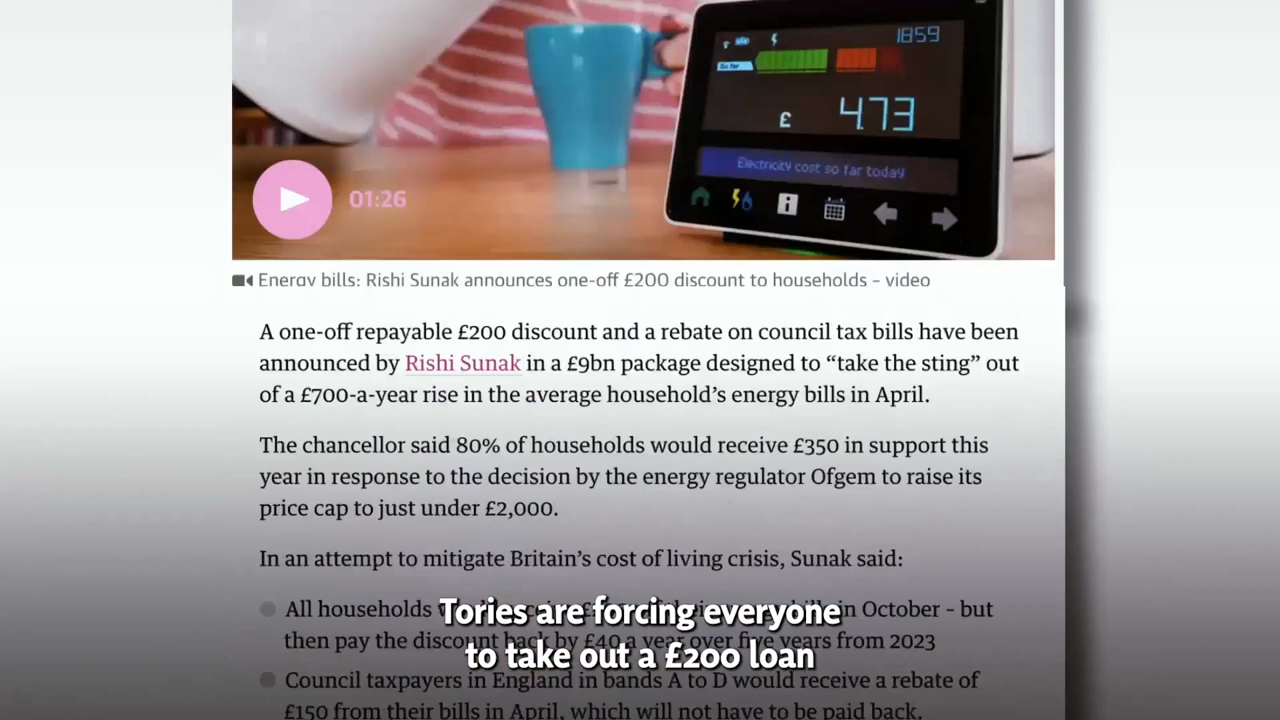 1859
So far
£ 4.73
Electricity cost so far today
01:26
Energy bills: Rishi Sunak announces one-off £200 discount to households – video
A one-off repayable £200 discount and a rebate on council tax bills have been
announced by Rishi Sunak in a £9bn package designed to “take the sting” out
of a £700-a-year rise in the average household’s energy bills in April.
The chancellor said 80% of households would receive £350 in support this
year in response to the decision by the energy regulator Ofgem to raise its
price cap to just under £2,000.
In an attempt to mitigate Britain’s cost of living crisis, Sunak said:
All households in October – but
Tories are forcing everyone
then pay the discount back by £40 a year over five years from 2023
to take out a £200 loan
Council taxpayers in England in bands A to D would receive a rebate of
£150 from their bills in April, which will not have to be paid back.